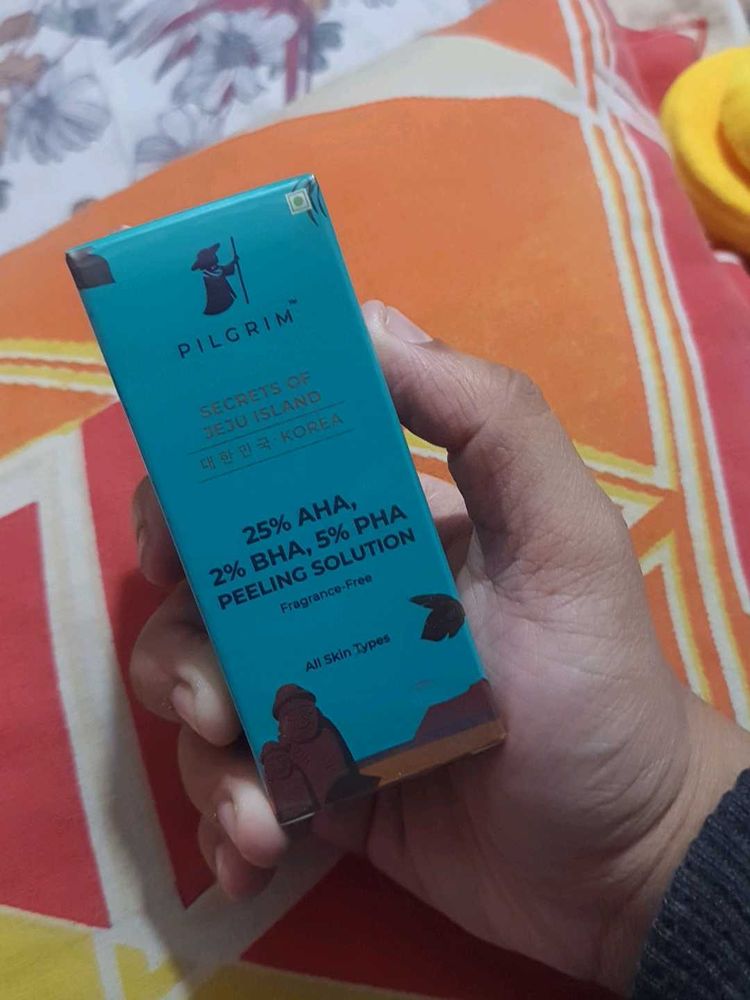 PILGRIM™
SECRETS OF
JEJU ISLAND
대한민국·KOREA
25% AHA,
2% BHA, 5% PHA
PEELING SOLUTION
Fragrance-Free
All Skin Types